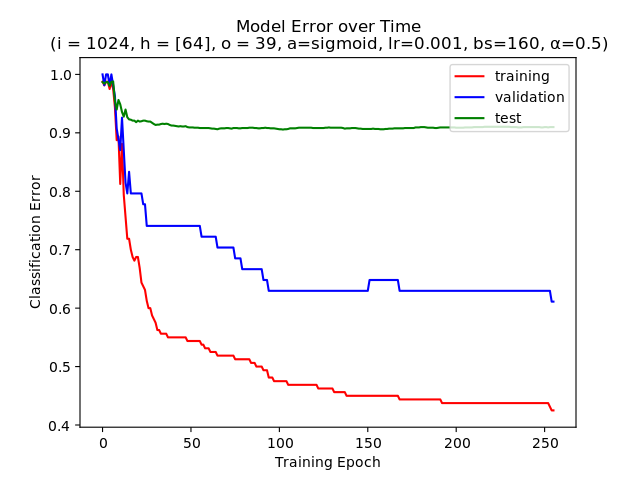 Model Error over Time
(i = 1024, h = [64], o = 39, a=sigmoid, lr=0.001, bs=160, α=0.5)
training
validation
test
Classification Error
1.0
0.9
0.8
0.7
0.6
0.5
0.4
0 50 100 150 200 250
Training Epoch